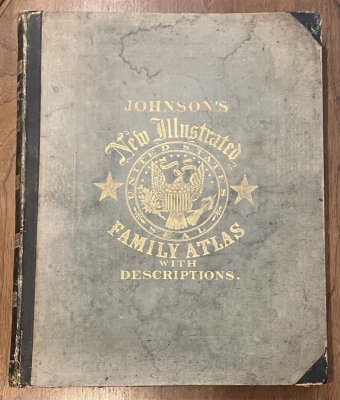 JOHNSON'S
New Illustrated
UNITED STATES
SEAL
FAMILY ATLAS
WITH
DESCRIPTIONS.